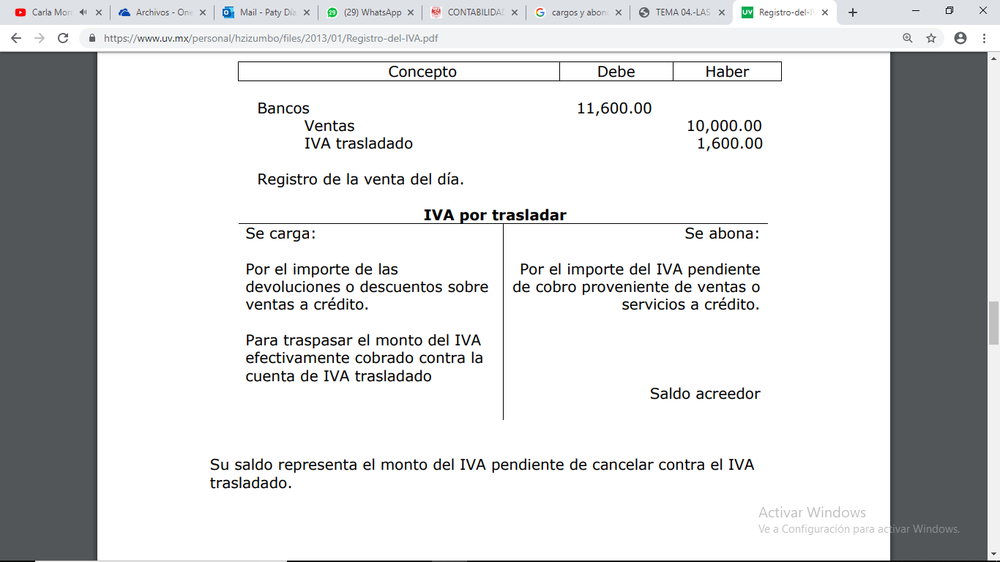 Carla Morr
Archivos - One
Mail - Paty Día
(29) WhatsApp
CONTABILIDAD
cargos y abono
TEMA 04.-LAS
UV
Registro-del-IV
https://www.uv.mx/personal/hzizumbo/files/2013/01/Registro-del-IVA.pdf
Concepto Debe Haber
Bancos 11,600.00
Ventas 10,000.00
IVA trasladado 1,600.00
Registro de la venta del día.
IVA por trasladar
Se carga:
Por el importe de las
devoluciones o descuentos sobre
ventas a crédito.
Para traspasar el monto del IVA
efectivamente cobrado contra la
cuenta de IVA trasladado
Se abona:
Por el importe del IVA pendiente
de cobro proveniente de ventas o
servicios a crédito.
Saldo acreedor
Su saldo representa el monto del IVA pendiente de cancelar contra el IVA
trasladado.
Activar Windows
Ve a Configuración para activar Windows.